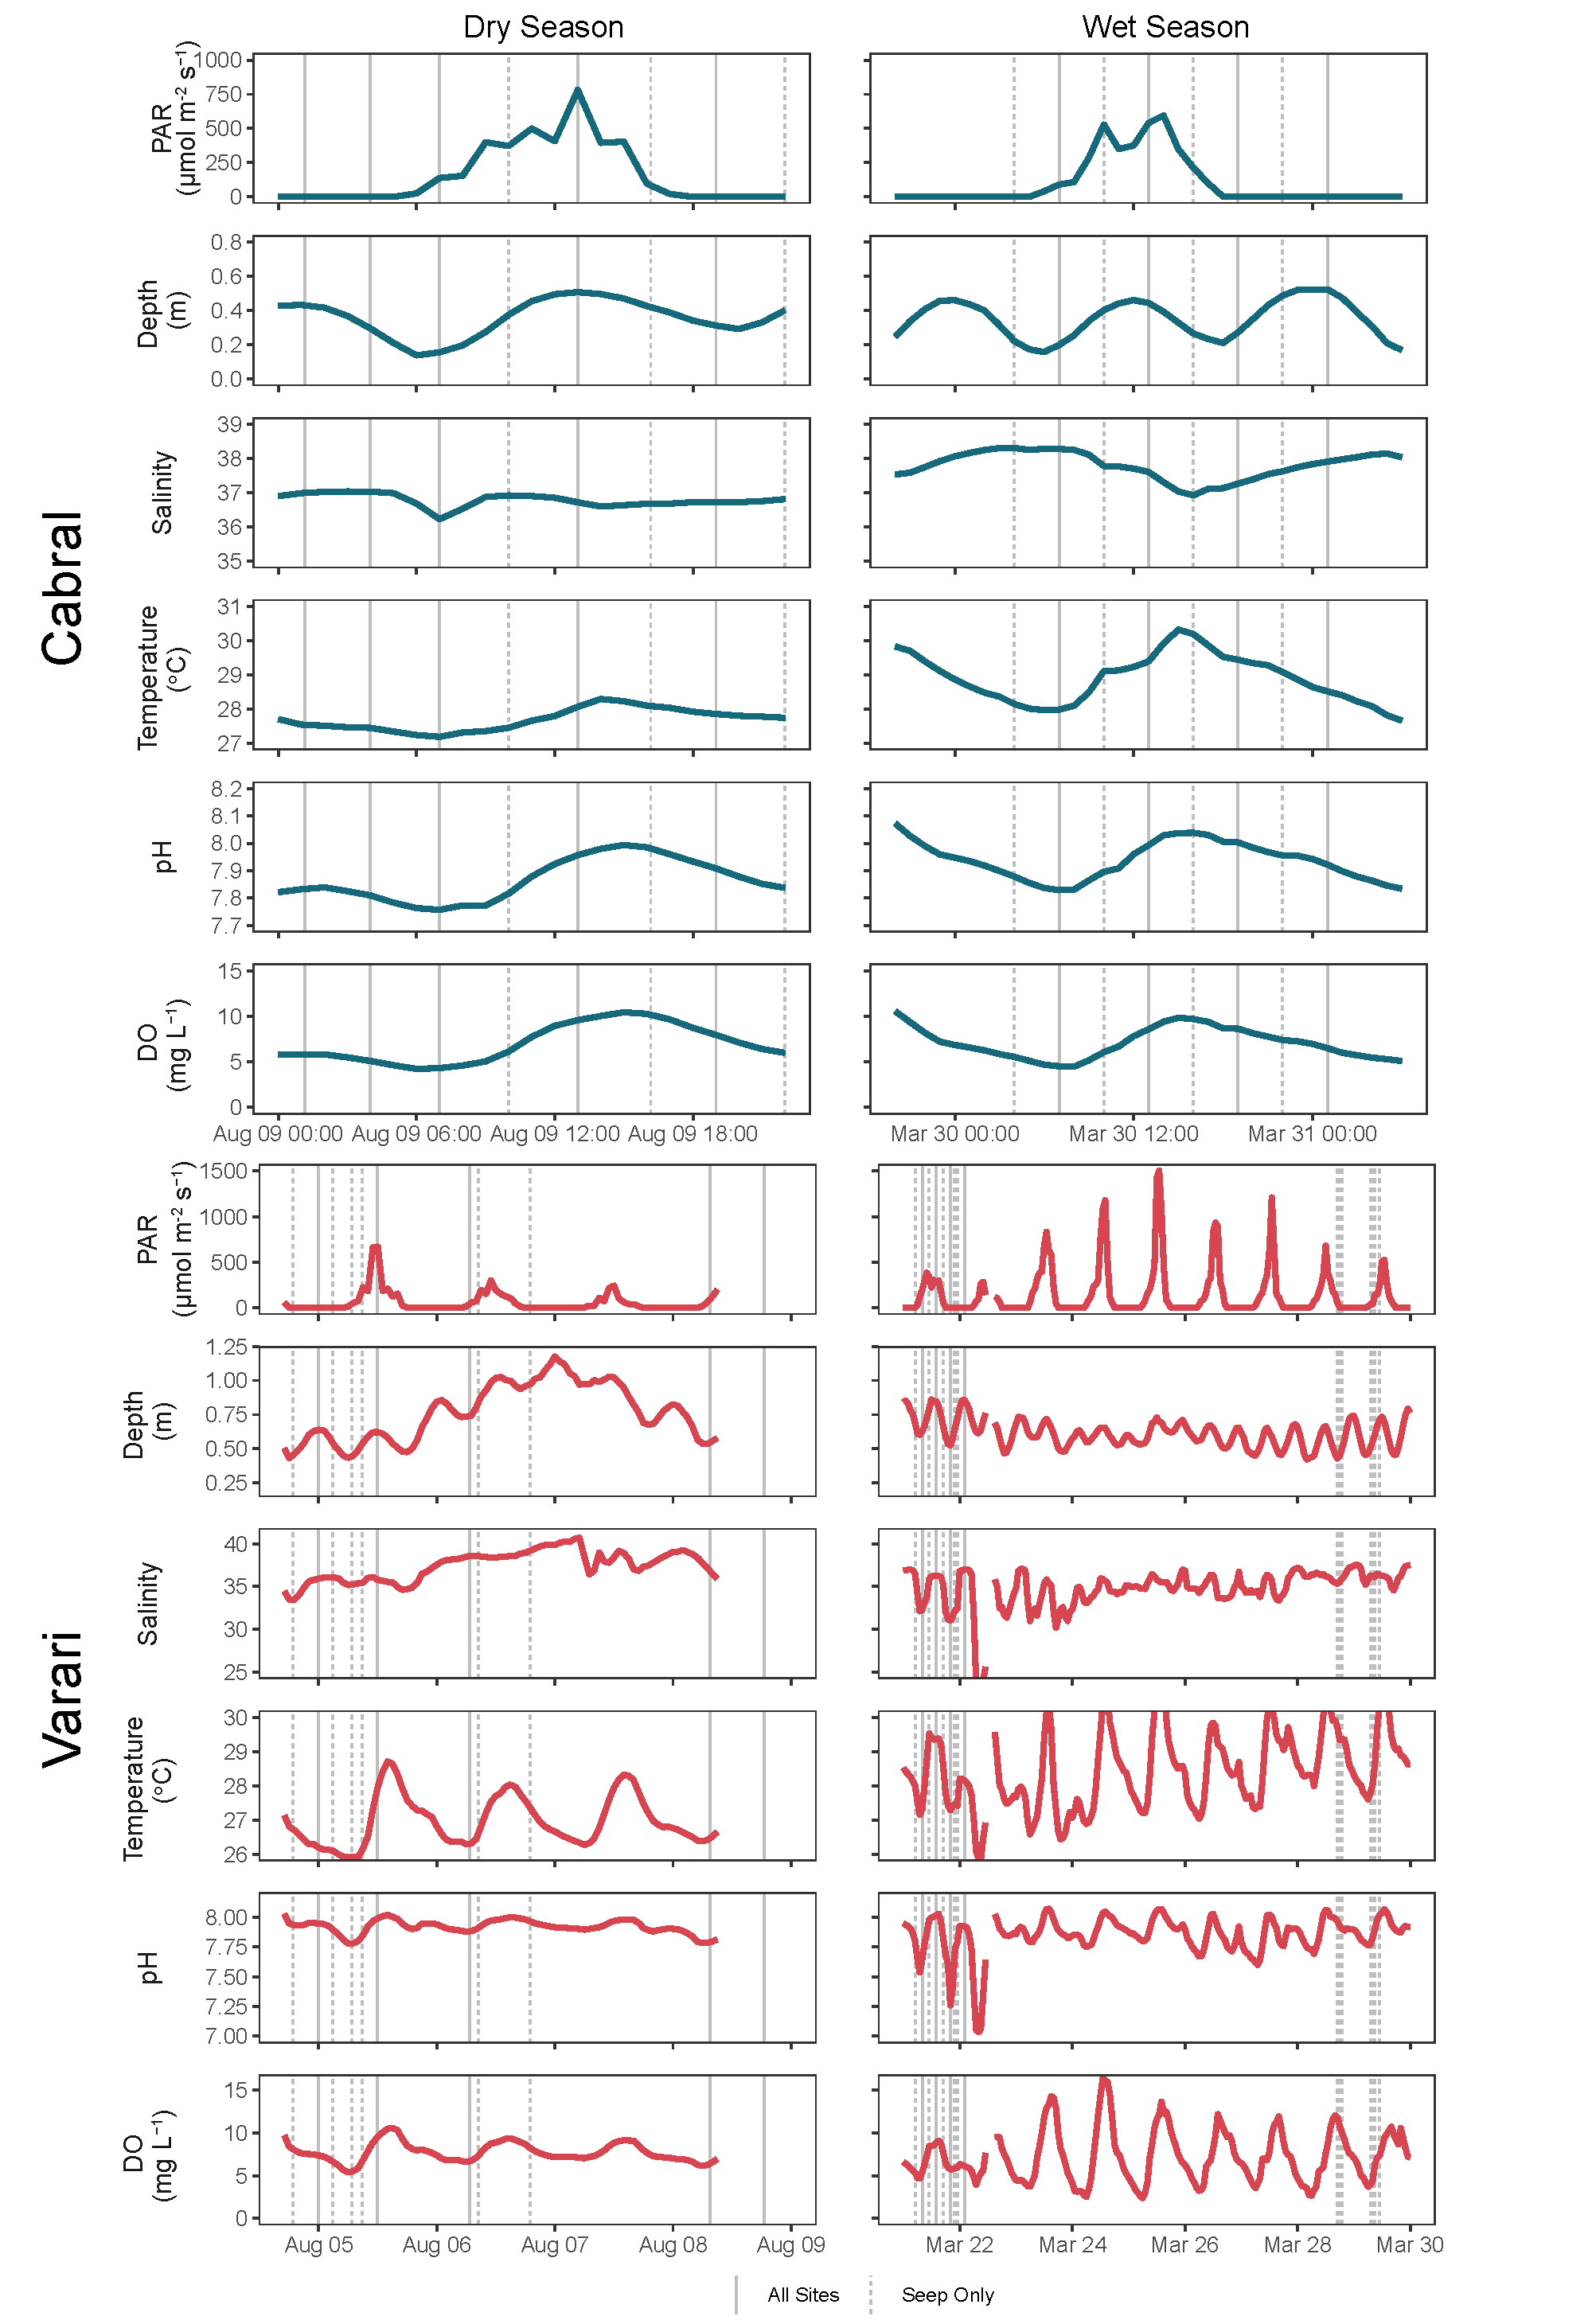 Dry Season
Wet Season
Cabral
PAR
(μmol m⁻² s⁻¹)
1000
750
500
250
0
Depth
(m)
0.8
0.6
0.4
0.2
0.0
Salinity
39
38
37
36
35
Temperature
(°C)
31
30
29
28
27
pH
8.2
8.1
8.0
7.9
7.8
7.7
DO
(mg L⁻¹)
15
10
5
0
Aug 09 00:00 Aug 09 06:00 Aug 09 12:00 Aug 09 18:00
Mar 30 00:00 Mar 30 12:00 Mar 31 00:00
Varari
PAR
(μmol m⁻² s⁻¹)
1500
1000
500
0
Depth
(m)
1.25
1.00
0.75
0.50
0.25
Salinity
40
35
30
25
Temperature
(°C)
30
29
28
27
26
pH
8.00
7.75
7.50
7.25
7.00
DO
(mg L⁻¹)
15
10
5
0
Aug 05 Aug 06 Aug 07 Aug 08 Aug 09
Mar 22 Mar 24 Mar 26 Mar 28 Mar 30
All Sites Seep Only